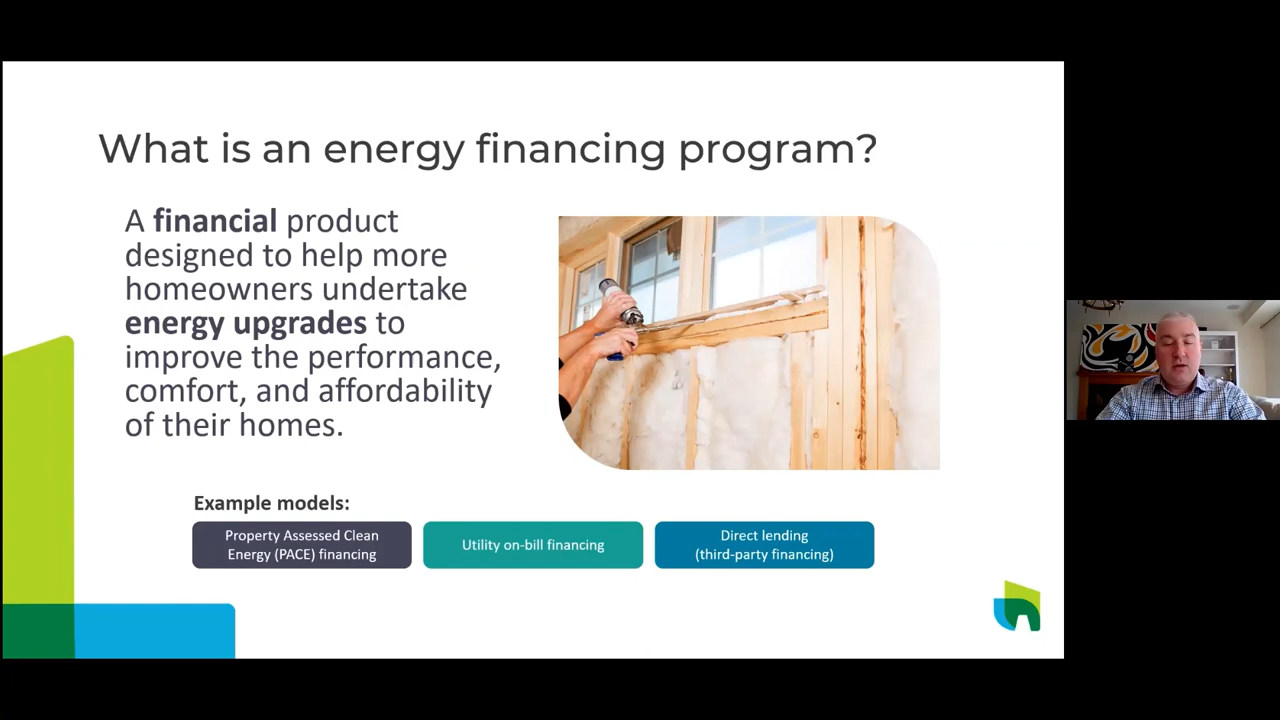 What is an energy financing program?
A financial product
designed to help more
homeowners undertake
energy upgrades to
improve the performance,
comfort, and affordability
of their homes.
Example models:
Property Assessed Clean
Energy (PACE) financing
Utility on-bill financing
Direct lending
(third-party financing)